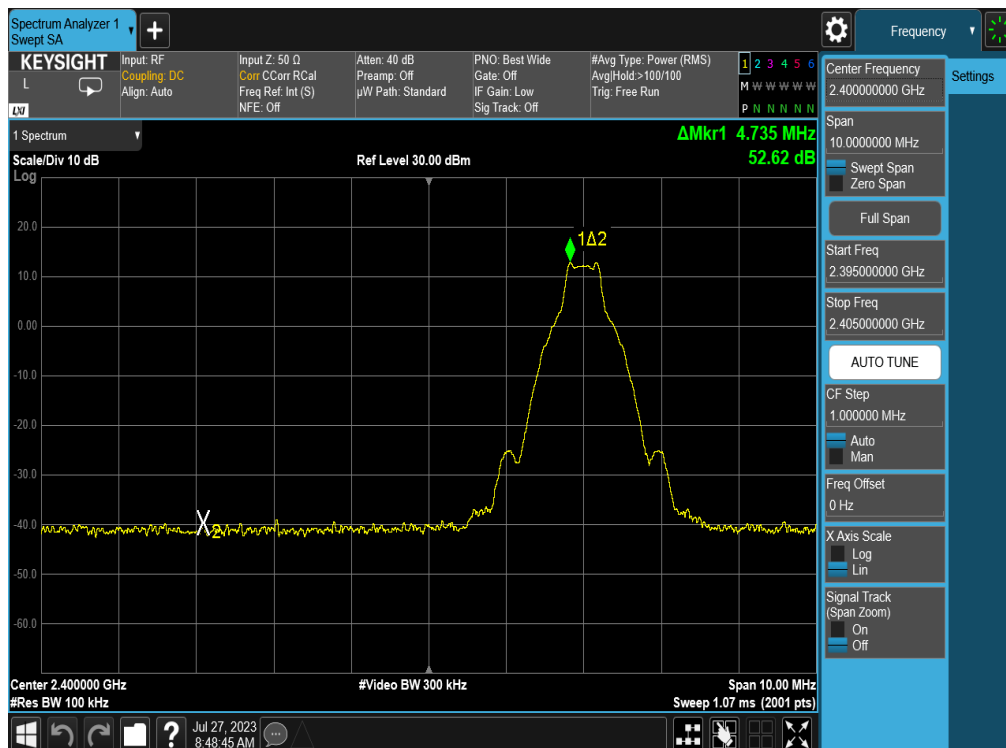 Spectrum Analyzer 1
Swept SA
+
Frequency
KEYSIGHT
L
LXI
Input: RF
Coupling: DC
Align: Auto
Input Z: 50 Ω
Corr CCorr RCal
Freq Ref: Int (S)
NFE: Off
Atten: 40 dB
Preamp: Off
µW Path: Standard
PNO: Best Wide
Gate: Off
IF Gain: Low
Sig Track: Off
#Avg Type: Power (RMS)
Avg|Hold:>100/100
Trig: Free Run
1 2 3 4 5 6
M W W W W W
P N N N N N
1 Spectrum
ΔMkr1 4.735 MHz
52.62 dB
Scale/Div 10 dB
Ref Level 30.00 dBm
Log
20.0
10.0
0.00
-10.0
-20.0
-30.0
-40.0
-50.0
-60.0
1Δ2
X
2
Center 2.400000 GHz
#Video BW 300 kHz
Span 10.00 MHz
#Res BW 100 kHz
Sweep 1.07 ms (2001 pts)
Center Frequency
2.400000000 GHz
Settings
Span
10.0000000 MHz
Swept Span
Zero Span
Full Span
Start Freq
2.395000000 GHz
Stop Freq
2.405000000 GHz
AUTO TUNE
CF Step
1.000000 MHz
Auto
Man
Freq Offset
0 Hz
X Axis Scale
Log
Lin
Signal Track
(Span Zoom)
On
Off
?
Jul 27, 2023
8:48:45 AM